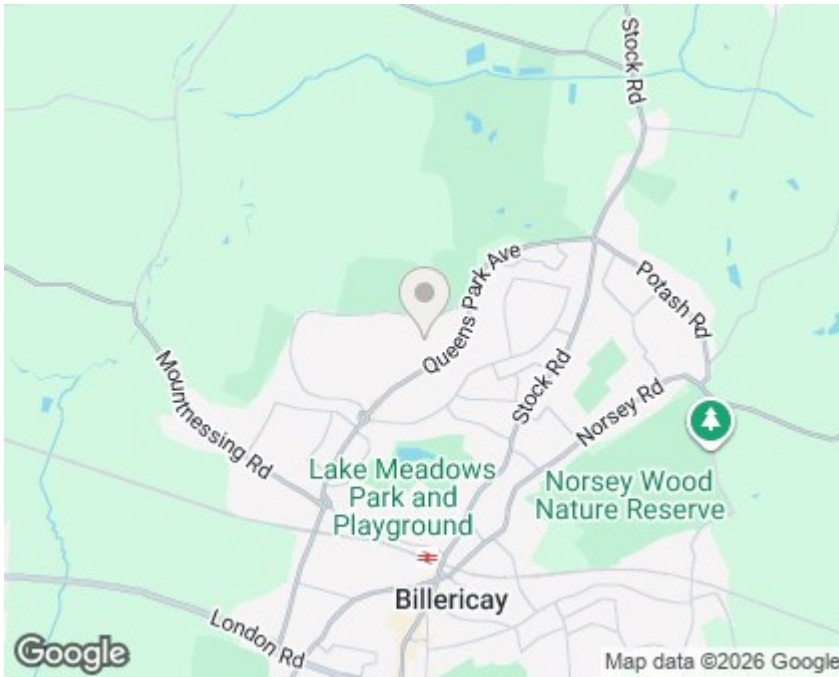 Stock Rd
Queens Park Ave
Potash Rd
Mountnessing Rd
Stock Rd
Norsey Rd
Lake Meadows
Park and
Playground
Norsey Wood
Nature Reserve
Billericay
London Rd
Google
Map data ©2026 Google